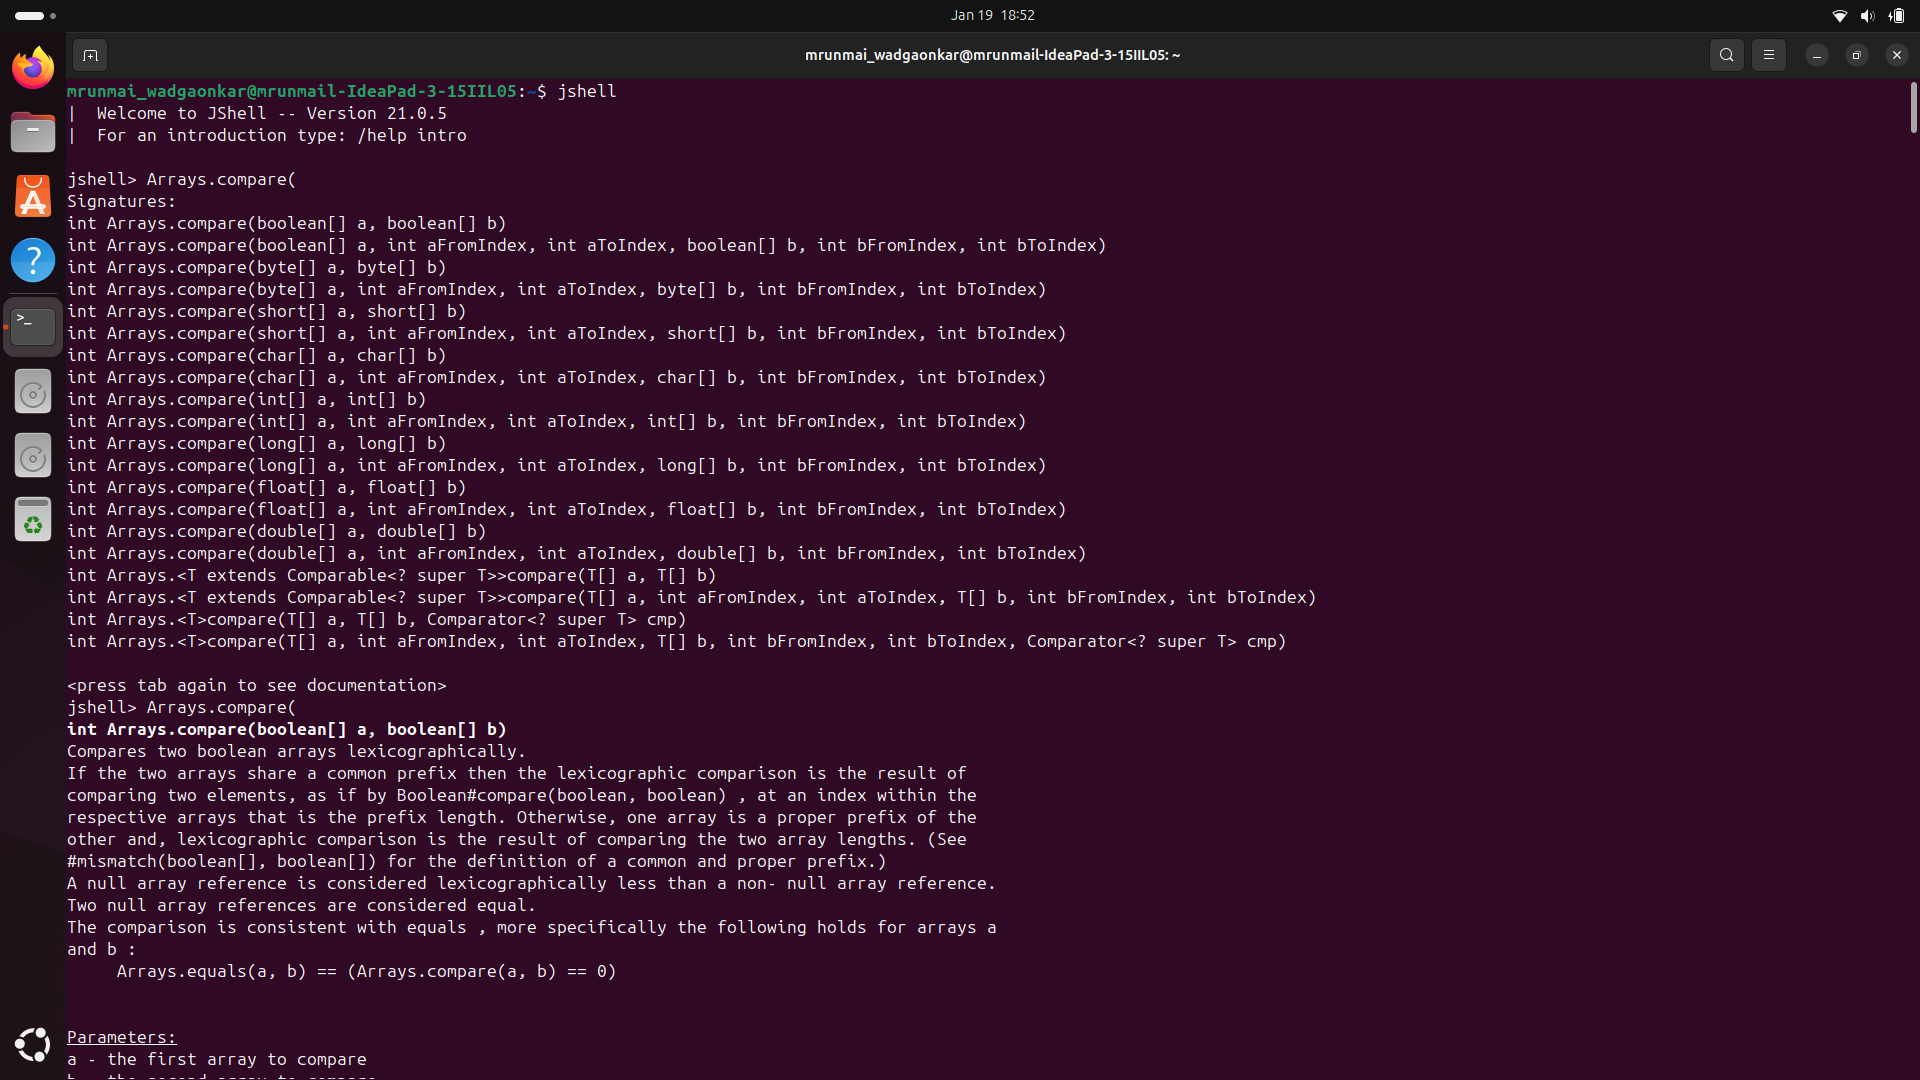 Jan 19 18:52
mrunmai_wadgaonkar@mrunmail-IdeaPad-3-15IIL05: ~
mrunmai_wadgaonkar@mrunmail-IdeaPad-3-15IIL05:~$ jshell
|  Welcome to JShell -- Version 21.0.5
|  For an introduction type: /help intro
jshell> Arrays.compare(
Signatures:
int Arrays.compare(boolean[] a, boolean[] b)
int Arrays.compare(boolean[] a, int aFromIndex, int aToIndex, boolean[] b, int bFromIndex, int bToIndex)
int Arrays.compare(byte[] a, byte[] b)
int Arrays.compare(byte[] a, int aFromIndex, int aToIndex, byte[] b, int bFromIndex, int bToIndex)
int Arrays.compare(short[] a, short[] b)
int Arrays.compare(short[] a, int aFromIndex, int aToIndex, short[] b, int bFromIndex, int bToIndex)
int Arrays.compare(char[] a, char[] b)
int Arrays.compare(char[] a, int aFromIndex, int aToIndex, char[] b, int bFromIndex, int bToIndex)
int Arrays.compare(int[] a, int[] b)
int Arrays.compare(int[] a, int aFromIndex, int aToIndex, int[] b, int bFromIndex, int bToIndex)
int Arrays.compare(long[] a, long[] b)
int Arrays.compare(long[] a, int aFromIndex, int aToIndex, long[] b, int bFromIndex, int bToIndex)
int Arrays.compare(float[] a, float[] b)
int Arrays.compare(float[] a, int aFromIndex, int aToIndex, float[] b, int bFromIndex, int bToIndex)
int Arrays.compare(double[] a, double[] b)
int Arrays.compare(double[] a, int aFromIndex, int aToIndex, double[] b, int bFromIndex, int bToIndex)
int Arrays.<T extends Comparable<? super T>>compare(T[] a, T[] b)
int Arrays.<T extends Comparable<? super T>>compare(T[] a, int aFromIndex, int aToIndex, T[] b, int bFromIndex, int bToIndex)
int Arrays.<T>compare(T[] a, T[] b, Comparator<? super T> cmp)
int Arrays.<T>compare(T[] a, int aFromIndex, int aToIndex, T[] b, int bFromIndex, int bToIndex, Comparator<? super T> cmp)
<press tab again to see documentation>
jshell> Arrays.compare(
int Arrays.compare(boolean[] a, boolean[] b)
Compares two boolean arrays lexicographically.
If the two arrays share a common prefix then the lexicographic comparison is the result of
comparing two elements, as if by Boolean#compare(boolean, boolean) , at an index within the
respective arrays that is the prefix length. Otherwise, one array is a proper prefix of the
other and, lexicographic comparison is the result of comparing the two array lengths. (See
#mismatch(boolean[], boolean[]) for the definition of a common and proper prefix.)
A null array reference is considered lexicographically less than a non- null array reference.
Two null array references are considered equal.
The comparison is consistent with equals , more specifically the following holds for arrays a
and b :
     Arrays.equals(a, b) == (Arrays.compare(a, b) == 0)
Parameters:
a - the first array to compare
b - the second array to compare